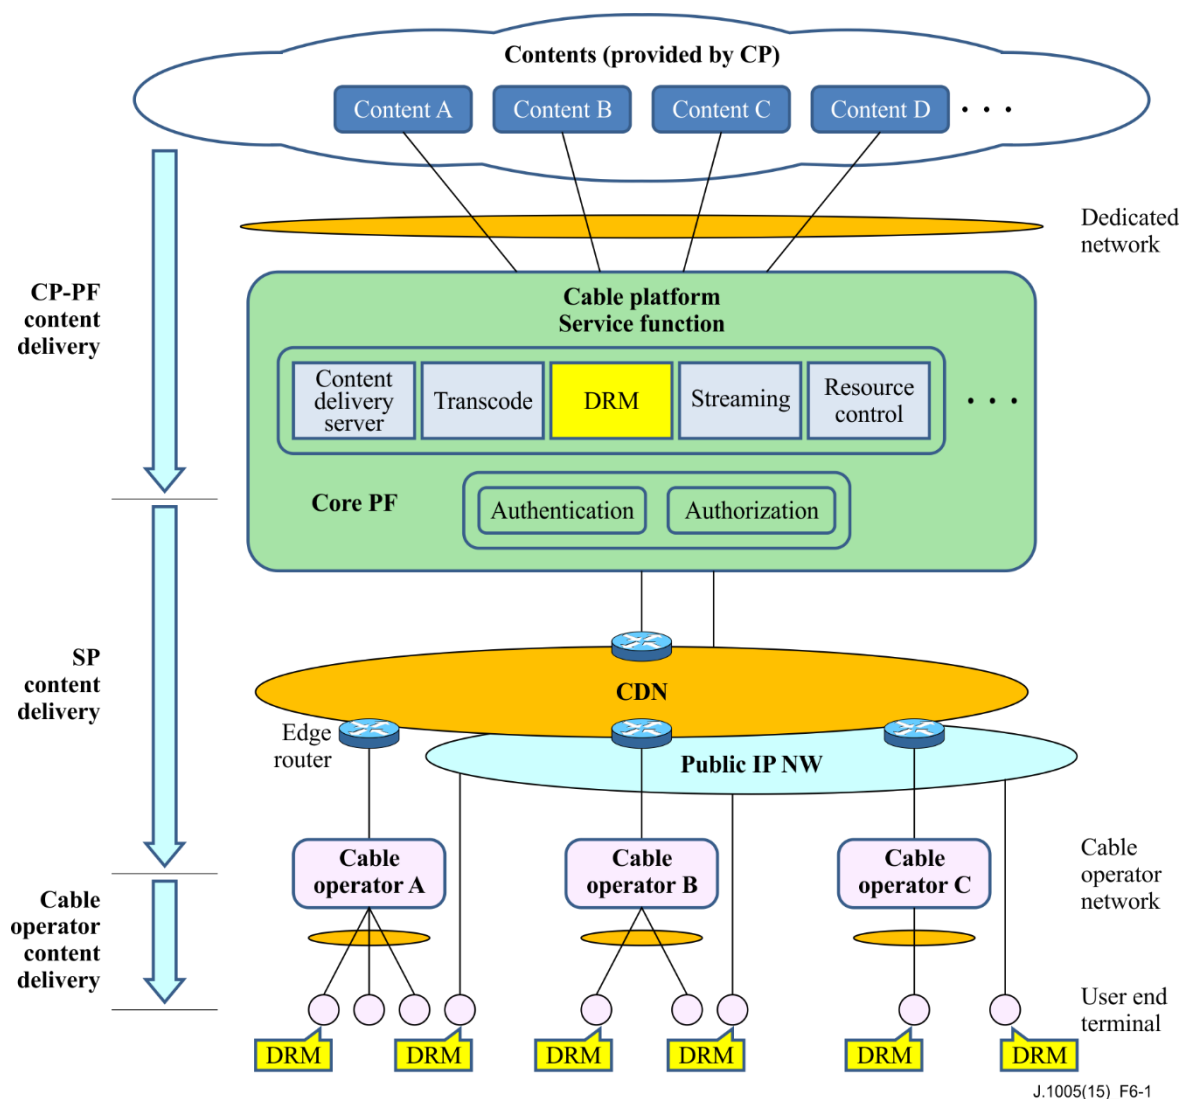 Contents (provided by CP)
Content A
Content B
Content C
Content D
. . .
Dedicated
network
CP-PF
content
delivery
Cable platform
Service function
Content
delivery
server
Transcode
DRM
Streaming
Resource
control
. . .
Core PF
Authentication
Authorization
SP
content
delivery
CDN
Edge
router
Public IP NW
Cable
operator A
Cable
operator B
Cable
operator C
Cable
operator
network
Cable
operator
content
delivery
User end
terminal
DRM
DRM
DRM
DRM
DRM
DRM
J.1005(15)_F6-1